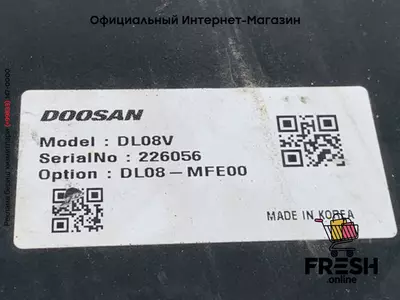 Официальный Интернет-Магазин
DOOSAN
Model : DL08V
SerialNo : 226056
Option : DL08-MFE00
MADE IN KOREA
FRESH
.online